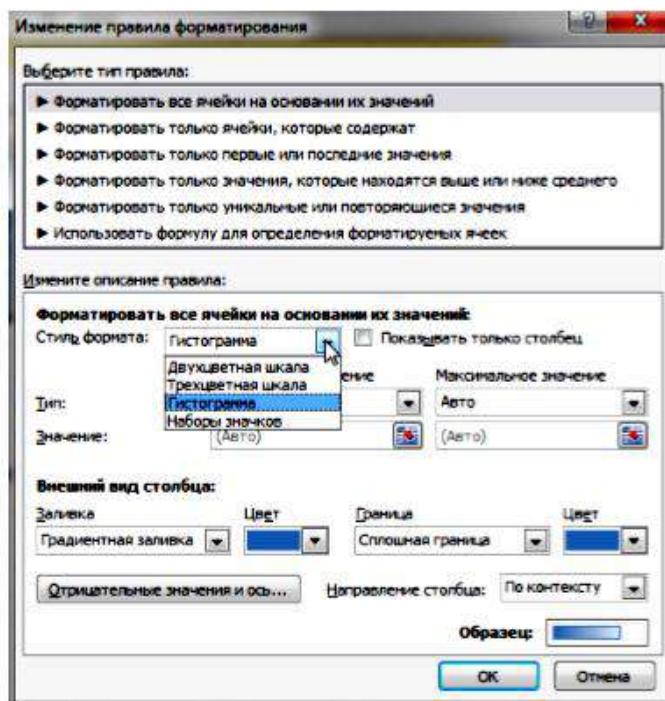 Изменение правила форматирования
Выберите тип правила:
► Форматировать все ячейки на основании их значений
► Форматировать только ячейки, которые содержат
► Форматировать только первые или последние значения
► Форматировать только значения, которые находятся выше или ниже среднего
► Форматировать только уникальные или повторяющиеся значения
► Использовать формулу для определения форматируемых ячеек
Измените описание правила:
Форматировать все ячейки на основании их значений:
Стиль формата: Гистограмма Показывать только столбец
Двухцветная шкала
Трехцветная шкала
Гистограмма
Наборы значков
ение Максимальное значение
Тип: Авто
Значение: (Авто) (Авто)
Внешний вид столбца:
Заливка Цвет Граница Цвет
Градиентная заливка Сплошная граница
Отрицательные значения и ось... Направление столбца: По контексту
Образец:
ОК Отмена